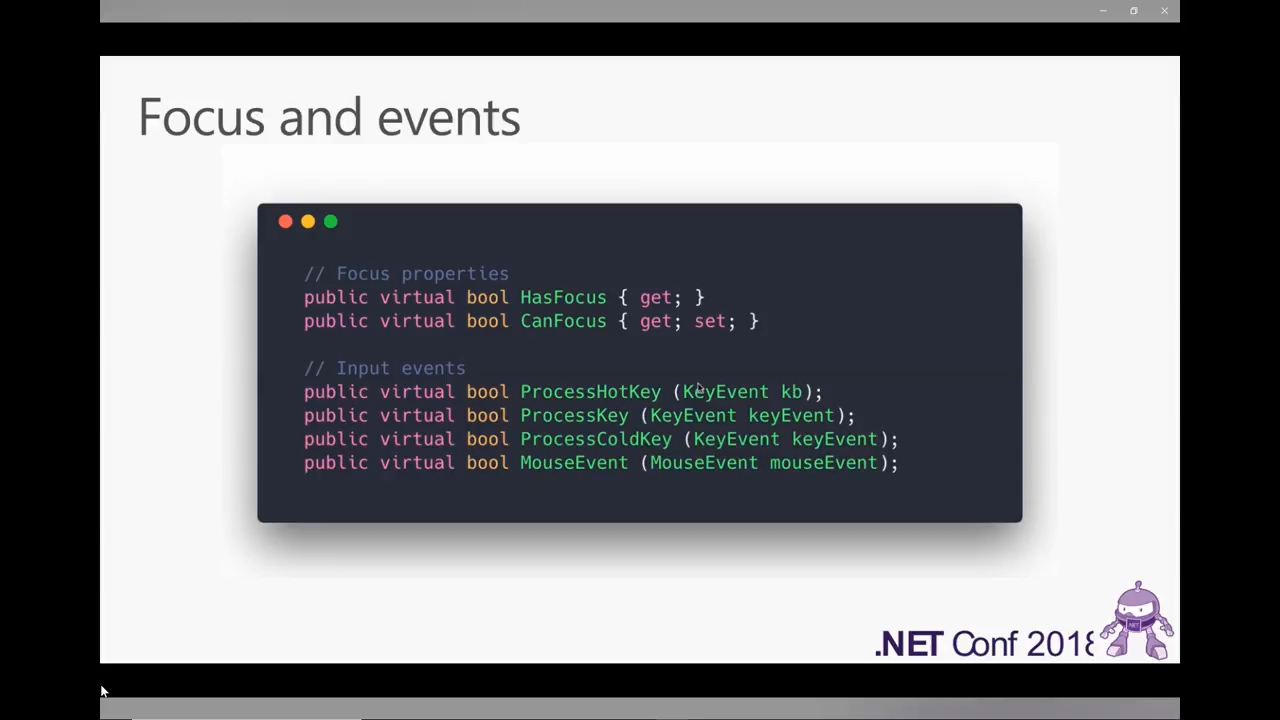 Focus and events
// Focus properties
public virtual bool HasFocus { get; }
public virtual bool CanFocus { get; set; }
// Input events
public virtual bool ProcessHotKey (KeyEvent kb);
public virtual bool ProcessKey (KeyEvent keyEvent);
public virtual bool ProcessColdKey (KeyEvent keyEvent);
public virtual bool MouseEvent (MouseEvent mouseEvent);
.NET Conf 2018
.NET